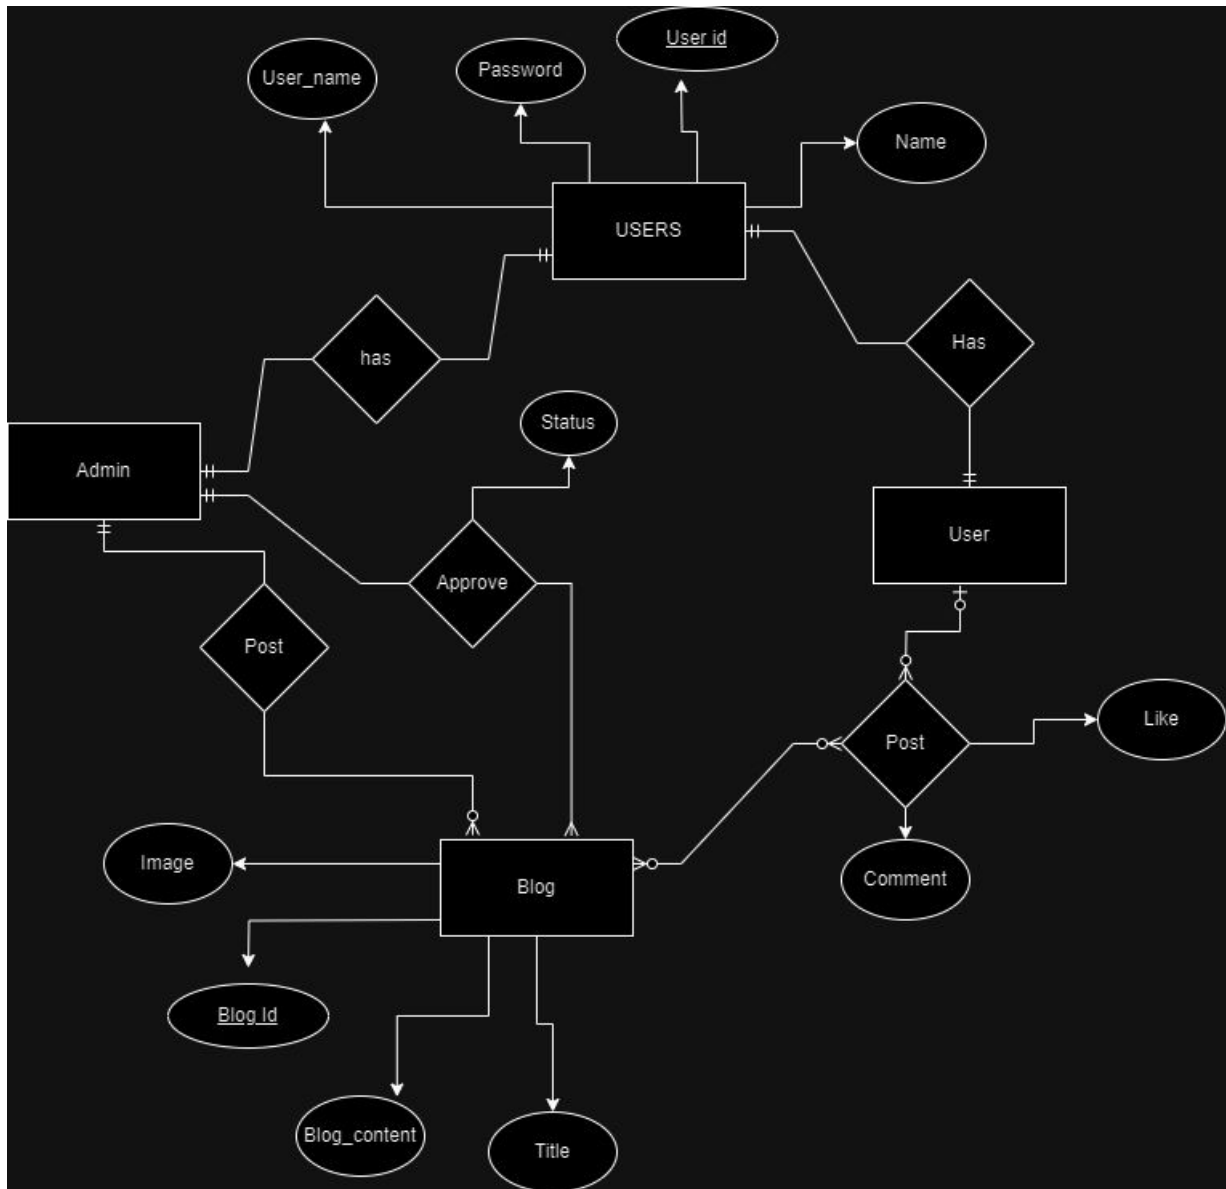 User id
User_name
Password
Name
USERS
Has
has
Status
Admin
User
Approve
Post
Like
Post
Image
Blog
Comment
Blog Id
Blog_content
Title